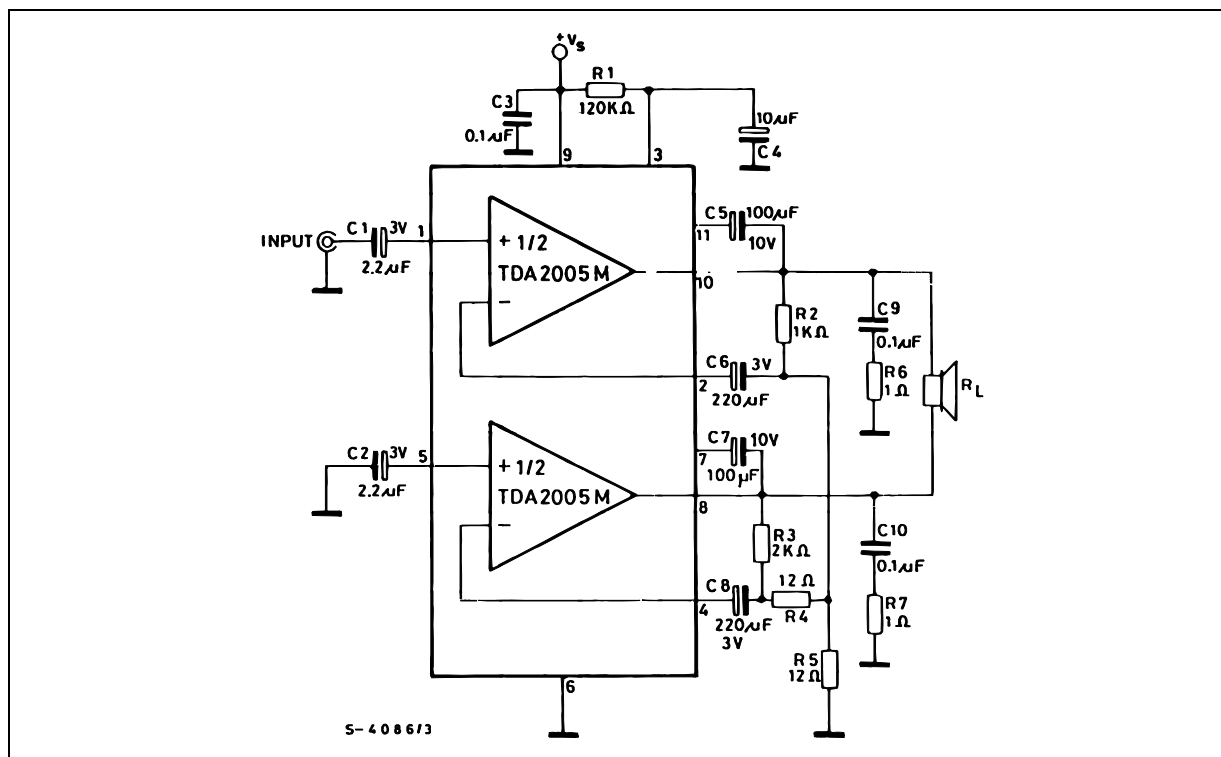 +Vs
R1
120KΩ
C3
0.1µF
10µF
C4
9
3
INPUT
C1
3V
2.2µF
1
+ 1/2
TDA2005M
−
C5
100µF
10V
11
10
R2
1KΩ
C9
0.1µF
R6
1Ω
RL
C6
3V
220µF
2
C2
3V
2.2µF
5
+ 1/2
TDA2005M
−
C7
10V
100µF
7
8
R3
2KΩ
C10
0.1µF
C8
220µF
3V
4
12Ω
R4
R7
1Ω
R5
12Ω
6
S-4086/3